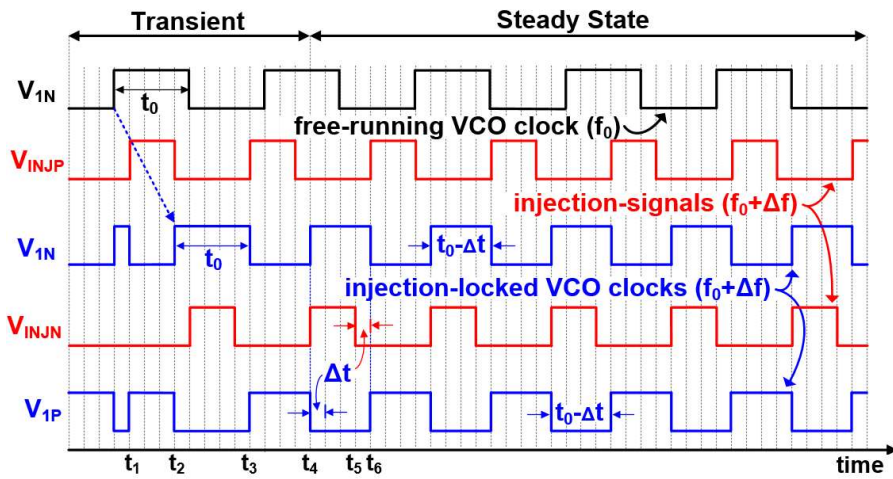 Transient
Steady State
V1N
t0
free-running VCO clock (f0)
VINJP
injection-signals (f0+Δf)
V1N
t0
t0-Δt
injection-locked VCO clocks (f0+Δf)
VINJN
Δt
V1P
t0-Δt
t1 t2 t3 t4 t5 t6 time